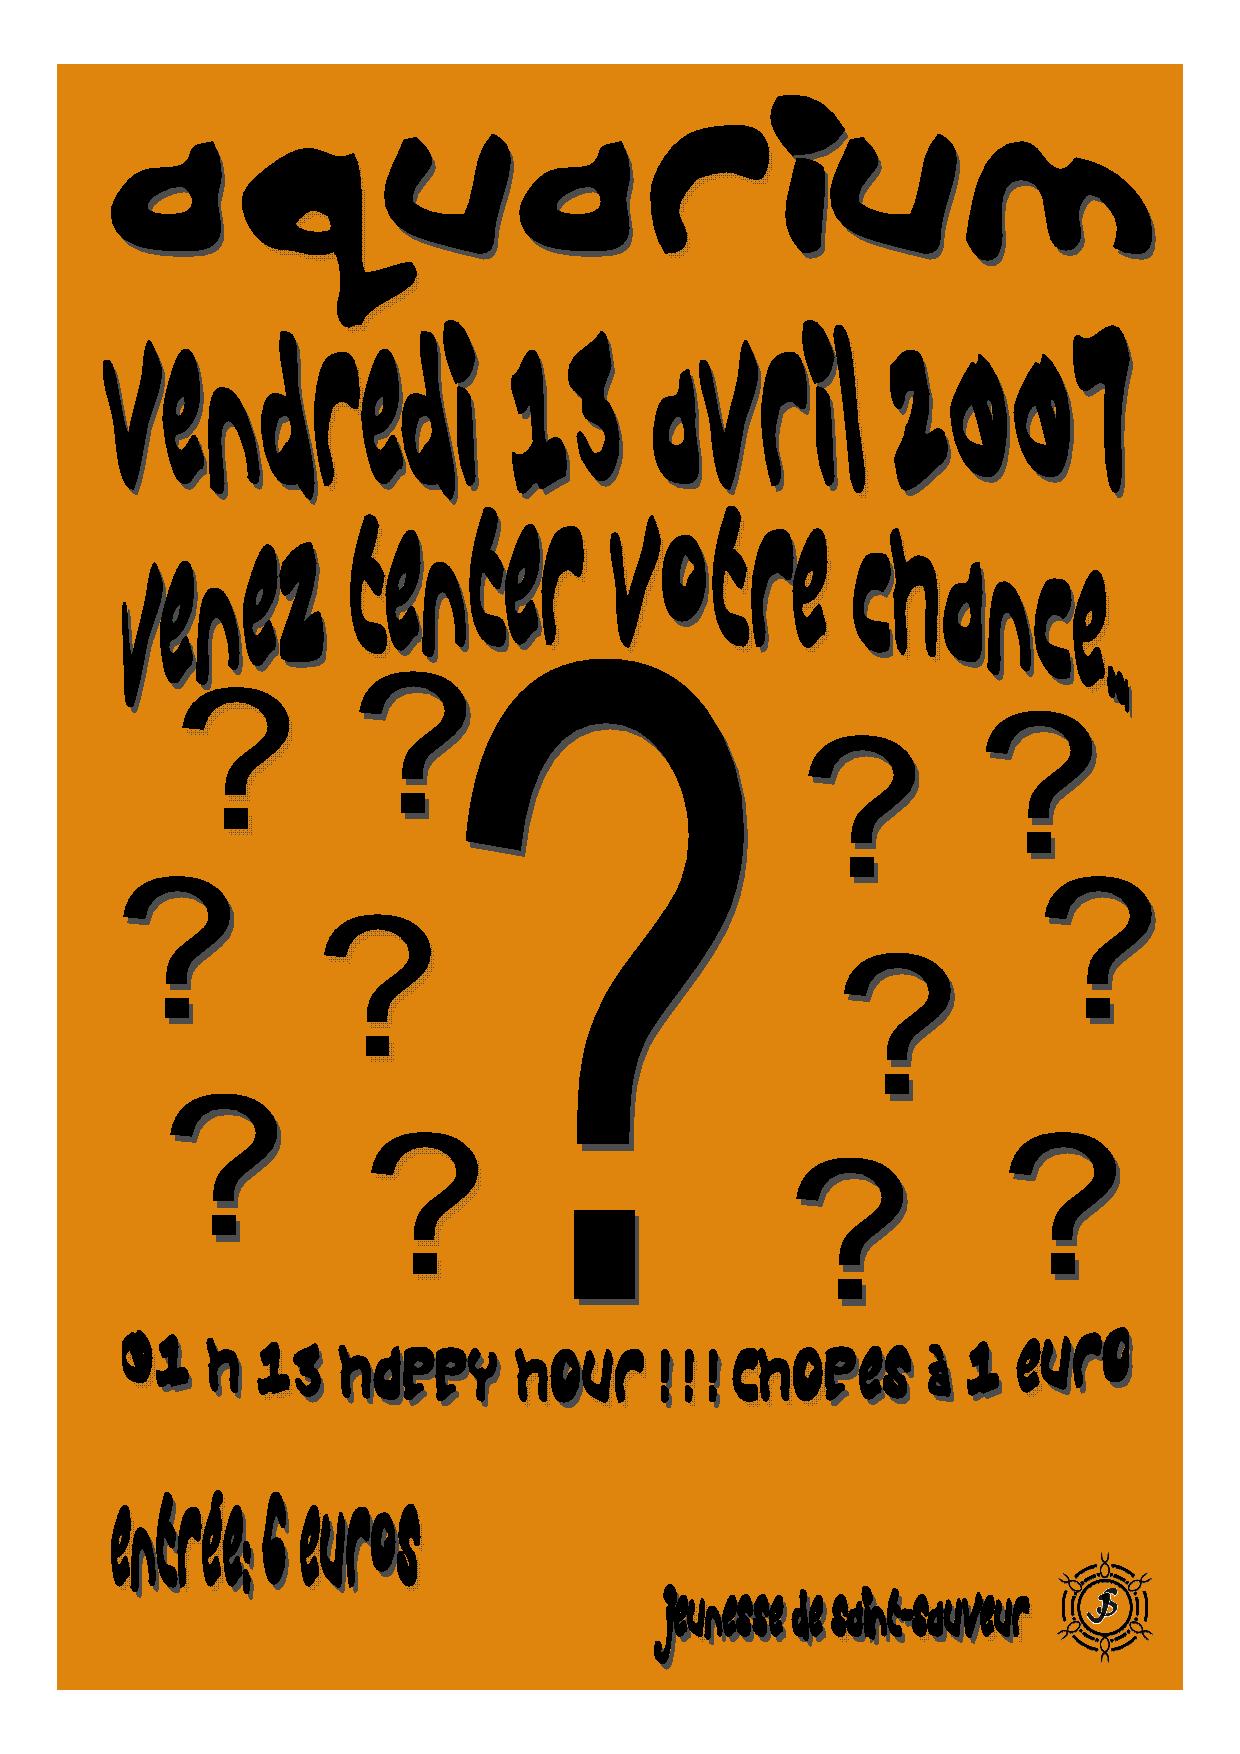 aquarium
vendredi 13 avril 2007
venez tenter votre chance...
? ? ? ? ?
? ? ? ?
? ? ? ?
01 h 13 happy hour !!! chopes à 1 euro
entrée: 6 euros
jeunesse de saint-sauveur
JS